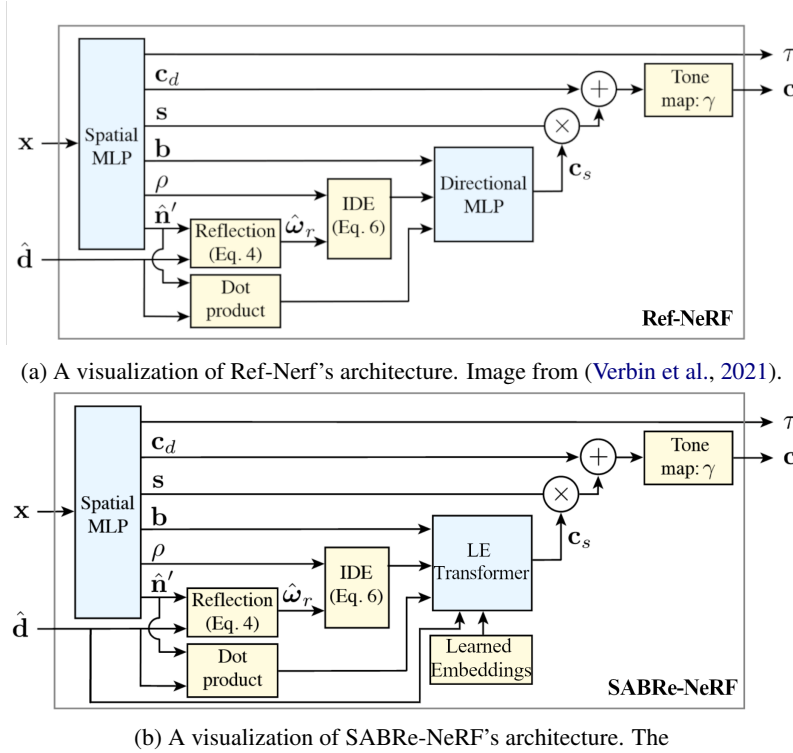 τ
c_d
Tone
map: γ
c
s
x
Spatial
MLP
b
c_s
ρ
IDE
(Eq. 6)
Directional
MLP
n̂′
Reflection
(Eq. 4)
ω̂_r
d̂
Dot
product
Ref-NeRF
(a) A visualization of Ref-Nerf's architecture. Image from (Verbin et al., 2021).
τ
c_d
Tone
map: γ
c
s
x
Spatial
MLP
b
c_s
ρ
IDE
(Eq. 6)
LE
Transformer
n̂′
Reflection
(Eq. 4)
ω̂_r
d̂
Dot
product
Learned
Embeddings
SABRe-NeRF
(b) A visualization of SABRe-NeRF's architecture. The